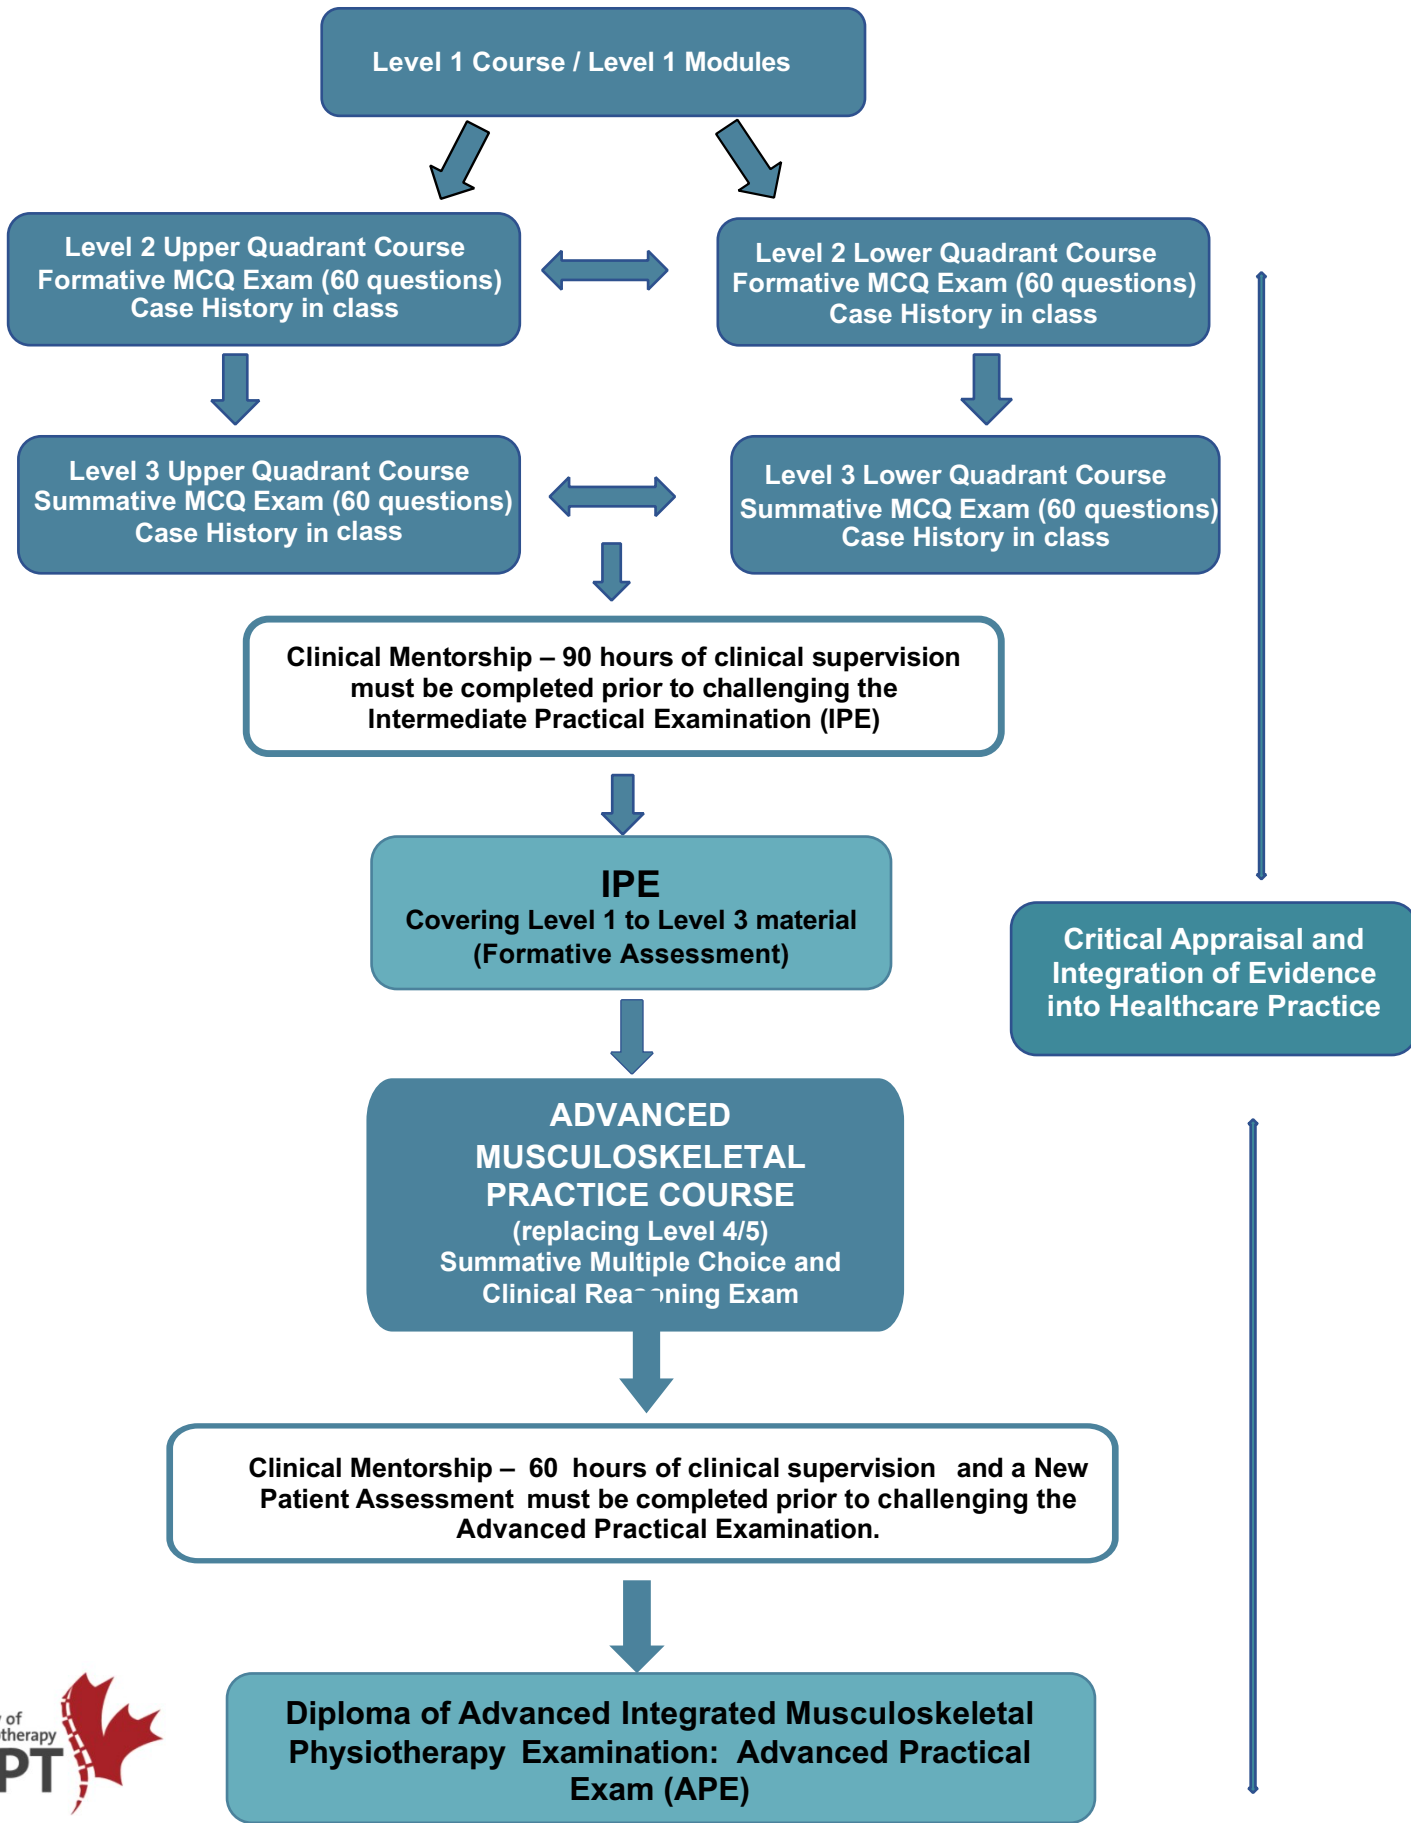 Level 1 Course / Level 1 Modules
Level 2 Upper Quadrant Course
Formative MCQ Exam (60 questions)
Case History in class
Level 2 Lower Quadrant Course
Formative MCQ Exam (60 questions)
Case History in class
Level 3 Upper Quadrant Course
Summative MCQ Exam (60 questions)
Case History in class
Level 3 Lower Quadrant Course
Summative MCQ Exam (60 questions)
Case History in class
Clinical Mentorship – 90 hours of clinical supervision
must be completed prior to challenging the
Intermediate Practical Examination (IPE)
IPE
Covering Level 1 to Level 3 material
(Formative Assessment)
Critical Appraisal and
Integration of Evidence
into Healthcare Practice
ADVANCED
MUSCULOSKELETAL
PRACTICE COURSE
(replacing Level 4/5)
Summative Multiple Choice and
Clinical Reasoning Exam
Clinical Mentorship – 60 hours of clinical supervision and a New
Patient Assessment must be completed prior to challenging the
Advanced Practical Examination.
Diploma of Advanced Integrated Musculoskeletal
Physiotherapy Examination: Advanced Practical
Exam (APE)
of
therapy
PT